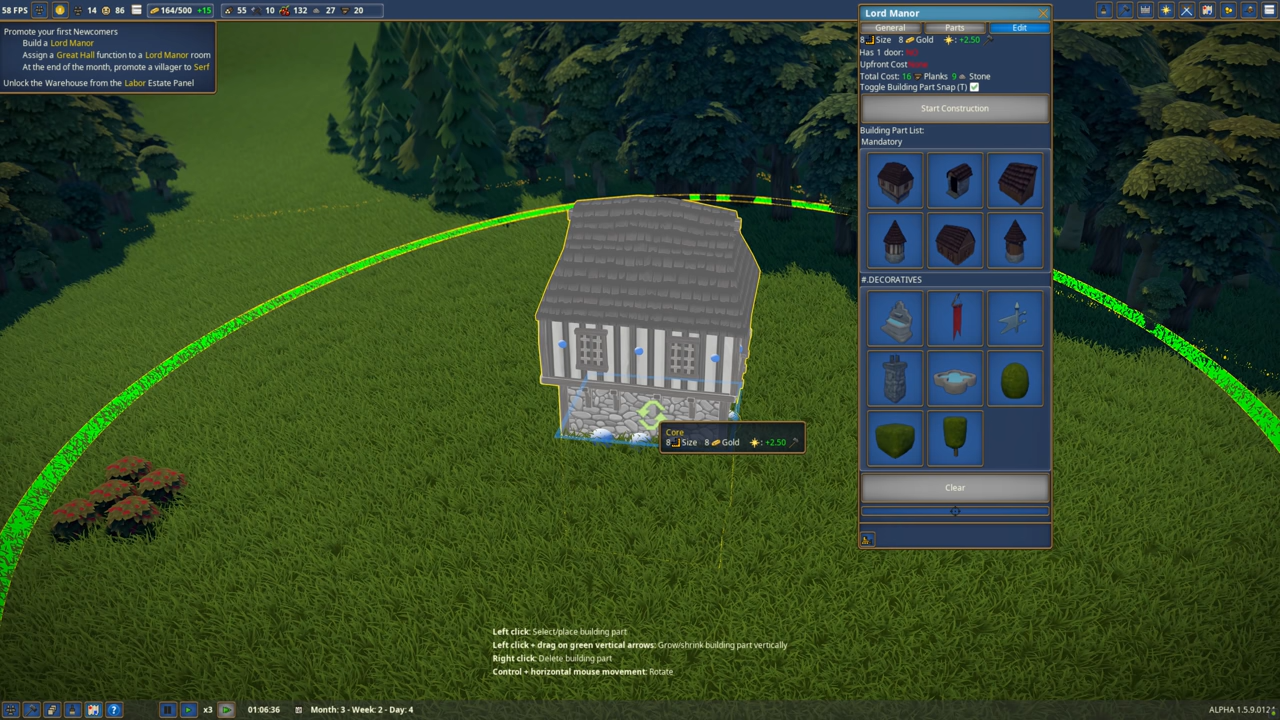 58 FPS 14 86 164/500 +15 55 10 132 27 20
Promote your first Newcomers
Build a Lord Manor
Assign a Great Hall function to a Lord Manor room
At the end of the month, promote a villager to Serf
Unlock the Warehouse from the Labor Estate Panel
Lord Manor
General Parts Edit
8 Size 8 Gold : +2.50
Has 1 door:
Upfront Cost
Total Cost: 16 Planks 9 Stone
Toggle Building Part Snap (T)
Start Construction
Building Part List:
Mandatory
#.DECORATIVES
Clear
Core
8 Size 8 Gold : +2.50
Left click: Select/place building part
Left click + drag on green vertical arrows: Grow/shrink building part vertically
Right click: Delete building part
Control + horizontal mouse movement: Rotate
x3 01:06:36 Month: 3 - Week: 2 - Day: 4
ALPHA 1.5.9.012